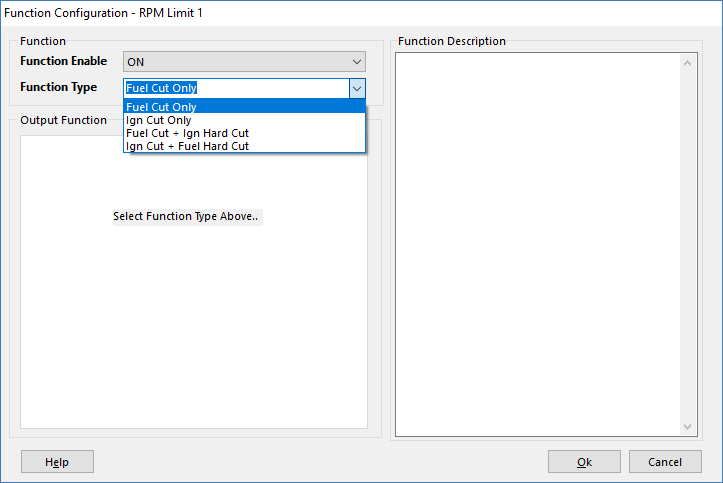 Function Configuration - RPM Limit 1
Function
Function Enable ON
Function Type Fuel Cut Only
Fuel Cut Only
Ign Cut Only
Fuel Cut + Ign Hard Cut
Ign Cut + Fuel Hard Cut
Output Function
Select Function Type Above..
Function Description
Help
Ok
Cancel